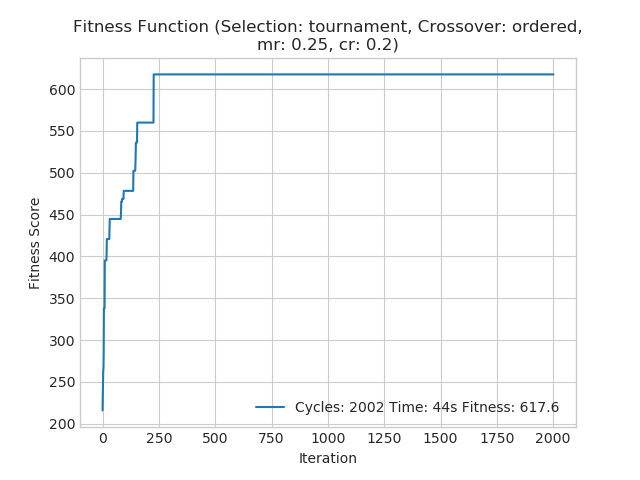 Fitness Function (Selection: tournament, Crossover: ordered,
mr: 0.25, cr: 0.2)
Fitness Score
600
550
500
450
400
350
300
250
200
Cycles: 2002 Time: 44s Fitness: 617.6
0 250 500 750 1000 1250 1500 1750 2000
Iteration